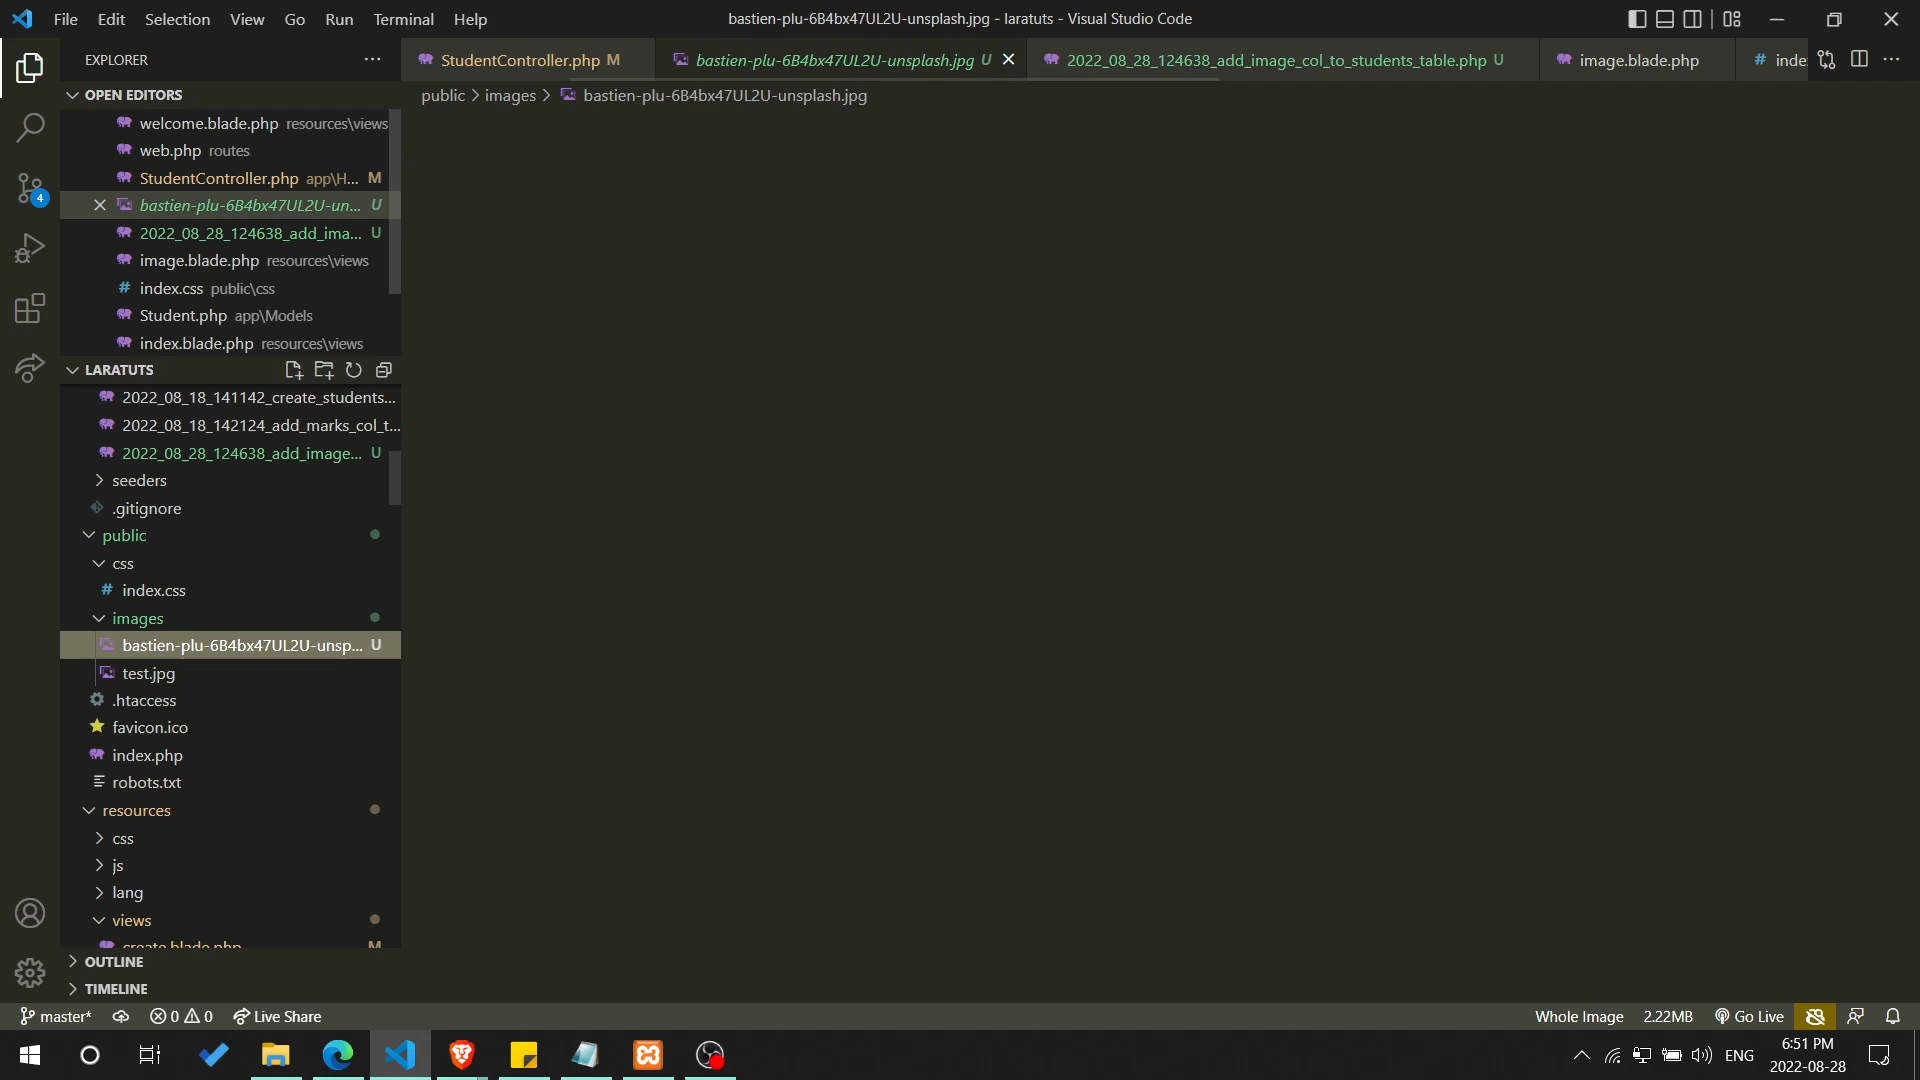 File Edit Selection View Go Run Terminal Help
bastien-plu-6B4bx47UL2U-unsplash.jpg - laratuts - Visual Studio Code
EXPLORER
StudentController.php M
bastien-plu-6B4bx47UL2U-unsplash.jpg U
2022_08_28_124638_add_image_col_to_students_table.php U
image.blade.php
# inde
public > images > bastien-plu-6B4bx47UL2U-unsplash.jpg
OPEN EDITORS
welcome.blade.php resources\views
web.php routes
StudentController.php app\H... M
bastien-plu-6B4bx47UL2U-un... U
2022_08_28_124638_add_ima... U
image.blade.php resources\views
# index.css public\css
Student.php app\Models
index.blade.php resources\views
LARATUTS
2022_08_18_141142_create_students...
2022_08_18_142124_add_marks_col_t...
2022_08_28_124638_add_image... U
seeders
.gitignore
public
css
# index.css
images
bastien-plu-6B4bx47UL2U-unsp... U
test.jpg
.htaccess
favicon.ico
index.php
robots.txt
resources
css
js
lang
views
create.blade.php M
OUTLINE
TIMELINE
4
master* 0 0 Live Share
Whole Image 2.22MB Go Live
ENG
6:51 PM
2022-08-28